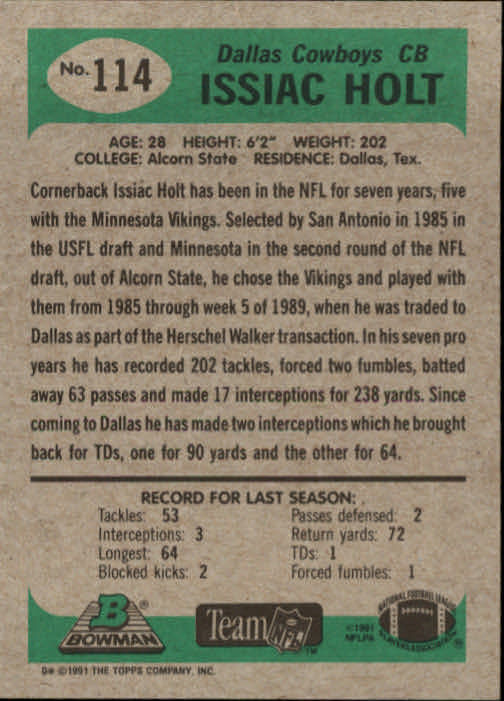 Dallas Cowboys CB
No. 114
ISSIAC HOLT
AGE: 28 HEIGHT: 6'2" WEIGHT: 202
COLLEGE: Alcorn State RESIDENCE: Dallas, Tex.
Cornerback Issiac Holt has been in the NFL for seven years, five
with the Minnesota Vikings. Selected by San Antonio in 1985 in
the USFL draft and Minnesota in the second round of the NFL
draft, out of Alcorn State, he chose the Vikings and played with
them from 1985 through week 5 of 1989, when he was traded to
Dallas as part of the Herschel Walker transaction. In his seven pro
years he has recorded 202 tackles, forced two fumbles, batted
away 63 passes and made 17 interceptions for 238 yards. Since
coming to Dallas he has made two interceptions which he brought
back for TDs, one for 90 yards and the other for 64.
RECORD FOR LAST SEASON:
Tackles: 53 Passes defensed: 2
Interceptions: 3 Return yards: 72
Longest: 64 TDs: 1
Blocked kicks: 2 Forced fumbles: 1
B
BOWMAN®
Team NFL™
©1991
NFLPA
NATIONAL FOOTBALL LEAGUE
PLAYERS ASSOCIATION ®
©1991 THE TOPPS COMPANY, INC.